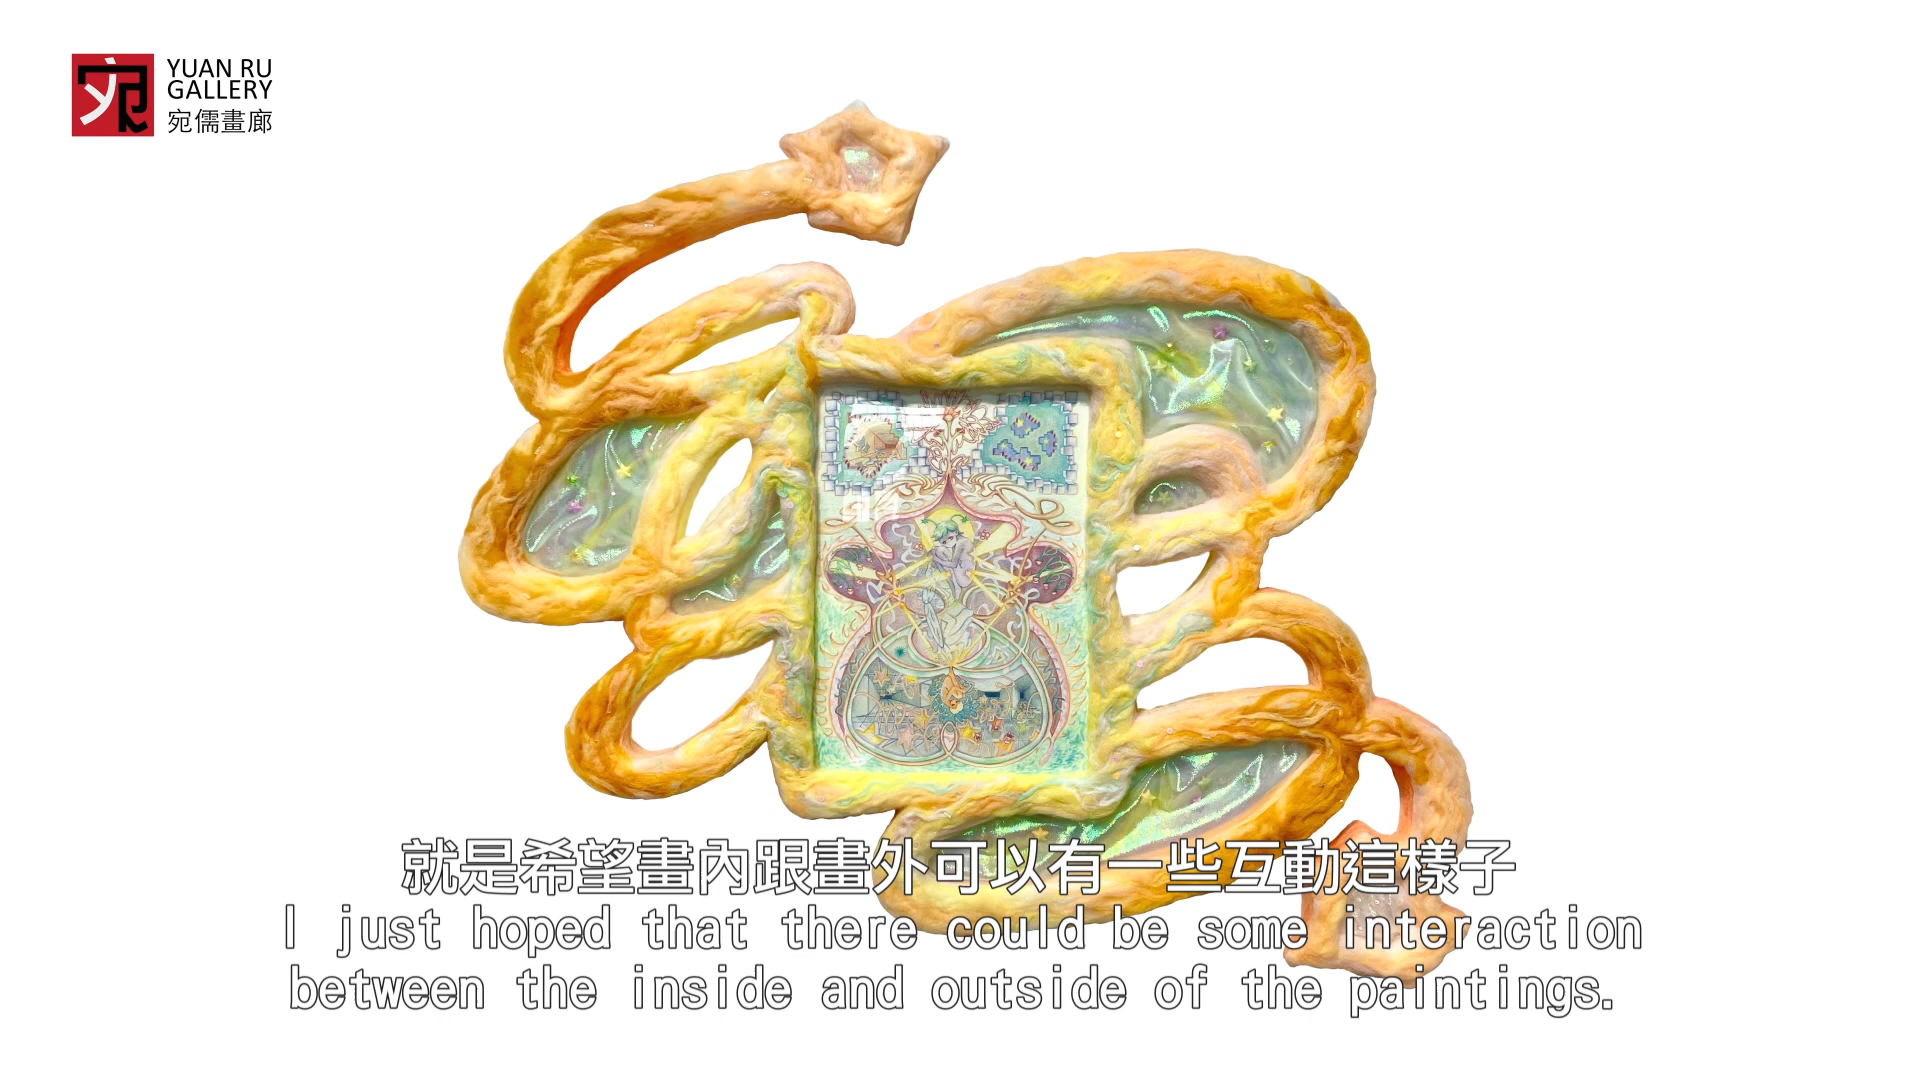 YUAN RU
GALLERY
宛儒畫廊
就是希望畫內跟畫外可以有一些互動這樣子
I just hoped that there could be some interaction
between the inside and outside of the paintings.